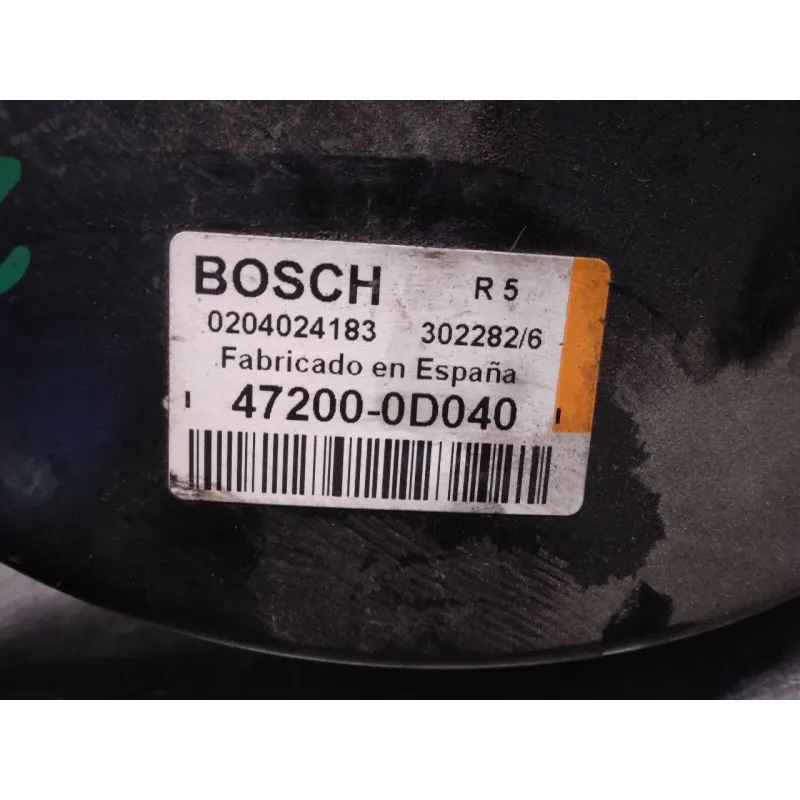 BOSCH R 5
0204024183 302282/6
Fabricado en España
47200-0D040